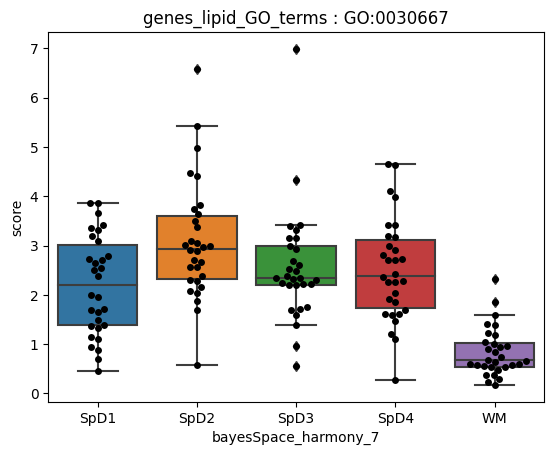 genes_lipid_GO_terms : GO:0030667
7
6
5
4
3
2
1
0
score
SpD1 SpD2 SpD3 SpD4 WM
bayesSpace_harmony_7